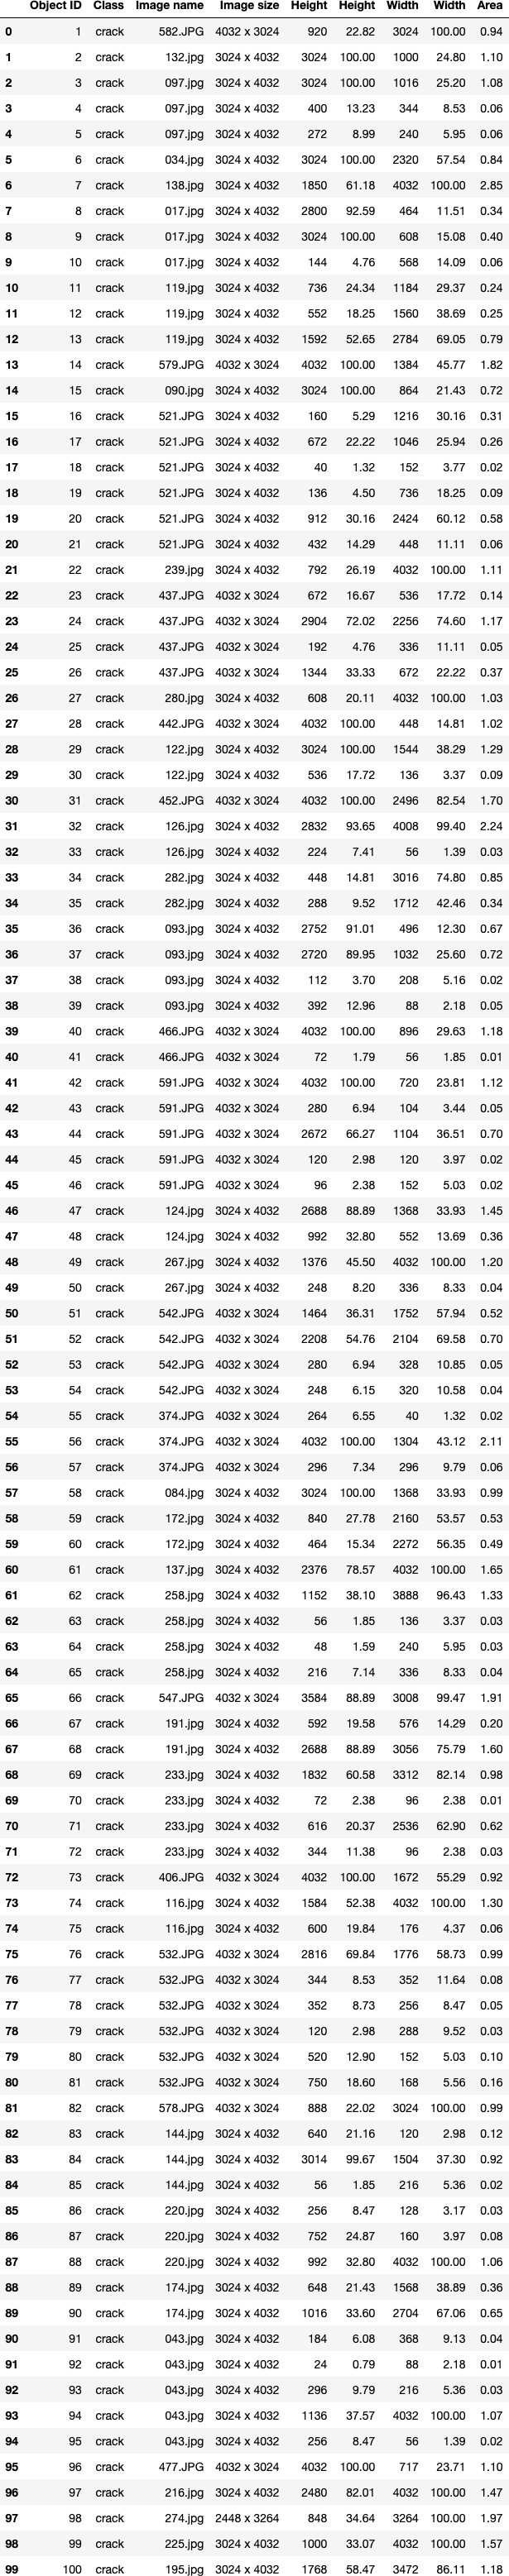 Object ID Class Image name Image size Height Height Width Width Area
0 1 crack 582.JPG 4032 x 3024 920 22.82 3024 100.00 0.94
1 2 crack 132.jpg 3024 x 4032 3024 100.00 1000 24.80 1.10
2 3 crack 097.jpg 3024 x 4032 3024 100.00 1016 25.20 1.08
3 4 crack 097.jpg 3024 x 4032 400 13.23 344 8.53 0.06
4 5 crack 097.jpg 3024 x 4032 272 8.99 240 5.95 0.06
5 6 crack 034.jpg 3024 x 4032 3024 100.00 2320 57.54 0.84
6 7 crack 138.jpg 3024 x 4032 1850 61.18 4032 100.00 2.85
7 8 crack 017.jpg 3024 x 4032 2800 92.59 464 11.51 0.34
8 9 crack 017.jpg 3024 x 4032 3024 100.00 608 15.08 0.40
9 10 crack 017.jpg 3024 x 4032 144 4.76 568 14.09 0.06
10 11 crack 119.jpg 3024 x 4032 736 24.34 1184 29.37 0.24
11 12 crack 119.jpg 3024 x 4032 552 18.25 1560 38.69 0.25
12 13 crack 119.jpg 3024 x 4032 1592 52.65 2784 69.05 0.79
13 14 crack 579.JPG 4032 x 3024 4032 100.00 1384 45.77 1.82
14 15 crack 090.jpg 3024 x 4032 3024 100.00 864 21.43 0.72
15 16 crack 521.JPG 3024 x 4032 160 5.29 1216 30.16 0.31
16 17 crack 521.JPG 3024 x 4032 672 22.22 1046 25.94 0.26
17 18 crack 521.JPG 3024 x 4032 40 1.32 152 3.77 0.02
18 19 crack 521.JPG 3024 x 4032 136 4.50 736 18.25 0.09
19 20 crack 521.JPG 3024 x 4032 912 30.16 2424 60.12 0.58
20 21 crack 521.JPG 3024 x 4032 432 14.29 448 11.11 0.06
21 22 crack 239.jpg 3024 x 4032 792 26.19 4032 100.00 1.11
22 23 crack 437.JPG 4032 x 3024 672 16.67 536 17.72 0.14
23 24 crack 437.JPG 4032 x 3024 2904 72.02 2256 74.60 1.17
24 25 crack 437.JPG 4032 x 3024 192 4.76 336 11.11 0.05
25 26 crack 437.JPG 4032 x 3024 1344 33.33 672 22.22 0.37
26 27 crack 280.jpg 3024 x 4032 608 20.11 4032 100.00 1.03
27 28 crack 442.JPG 4032 x 3024 4032 100.00 448 14.81 1.02
28 29 crack 122.jpg 3024 x 4032 3024 100.00 1544 38.29 1.29
29 30 crack 122.jpg 3024 x 4032 536 17.72 136 3.37 0.09
30 31 crack 452.JPG 4032 x 3024 4032 100.00 2496 82.54 1.70
31 32 crack 126.jpg 3024 x 4032 2832 93.65 4008 99.40 2.24
32 33 crack 126.jpg 3024 x 4032 224 7.41 56 1.39 0.03
33 34 crack 282.jpg 3024 x 4032 448 14.81 3016 74.80 0.85
34 35 crack 282.jpg 3024 x 4032 288 9.52 1712 42.46 0.34
35 36 crack 093.jpg 3024 x 4032 2752 91.01 496 12.30 0.67
36 37 crack 093.jpg 3024 x 4032 2720 89.95 1032 25.60 0.72
37 38 crack 093.jpg 3024 x 4032 112 3.70 208 5.16 0.02
38 39 crack 093.jpg 3024 x 4032 392 12.96 88 2.18 0.05
39 40 crack 466.JPG 4032 x 3024 4032 100.00 896 29.63 1.18
40 41 crack 466.JPG 4032 x 3024 72 1.79 56 1.85 0.01
41 42 crack 591.JPG 4032 x 3024 4032 100.00 720 23.81 1.12
42 43 crack 591.JPG 4032 x 3024 280 6.94 104 3.44 0.05
43 44 crack 591.JPG 4032 x 3024 2672 66.27 1104 36.51 0.70
44 45 crack 591.JPG 4032 x 3024 120 2.98 120 3.97 0.02
45 46 crack 591.JPG 4032 x 3024 96 2.38 152 5.03 0.02
46 47 crack 124.jpg 3024 x 4032 2688 88.89 1368 33.93 1.45
47 48 crack 124.jpg 3024 x 4032 992 32.80 552 13.69 0.36
48 49 crack 267.jpg 3024 x 4032 1376 45.50 4032 100.00 1.20
49 50 crack 267.jpg 3024 x 4032 248 8.20 336 8.33 0.04
50 51 crack 542.JPG 4032 x 3024 1464 36.31 1752 57.94 0.52
51 52 crack 542.JPG 4032 x 3024 2208 54.76 2104 69.58 0.70
52 53 crack 542.JPG 4032 x 3024 280 6.94 328 10.85 0.05
53 54 crack 542.JPG 4032 x 3024 248 6.15 320 10.58 0.04
54 55 crack 374.JPG 4032 x 3024 264 6.55 40 1.32 0.02
55 56 crack 374.JPG 4032 x 3024 4032 100.00 1304 43.12 2.11
56 57 crack 374.JPG 4032 x 3024 296 7.34 296 9.79 0.06
57 58 crack 084.jpg 3024 x 4032 3024 100.00 1368 33.93 0.99
58 59 crack 172.jpg 3024 x 4032 840 27.78 2160 53.57 0.53
59 60 crack 172.jpg 3024 x 4032 464 15.34 2272 56.35 0.49
60 61 crack 137.jpg 3024 x 4032 2376 78.57 4032 100.00 1.65
61 62 crack 258.jpg 3024 x 4032 1152 38.10 3888 96.43 1.33
62 63 crack 258.jpg 3024 x 4032 56 1.85 136 3.37 0.03
63 64 crack 258.jpg 3024 x 4032 48 1.59 240 5.95 0.03
64 65 crack 258.jpg 3024 x 4032 216 7.14 336 8.33 0.04
65 66 crack 547.JPG 4032 x 3024 3584 88.89 3008 99.47 1.91
66 67 crack 191.jpg 3024 x 4032 592 19.58 576 14.29 0.20
67 68 crack 191.jpg 3024 x 4032 2688 88.89 3056 75.79 1.60
68 69 crack 233.jpg 3024 x 4032 1832 60.58 3312 82.14 0.98
69 70 crack 233.jpg 3024 x 4032 72 2.38 96 2.38 0.01
70 71 crack 233.jpg 3024 x 4032 616 20.37 2536 62.90 0.62
71 72 crack 233.jpg 3024 x 4032 344 11.38 96 2.38 0.03
72 73 crack 406.JPG 4032 x 3024 4032 100.00 1672 55.29 0.92
73 74 crack 116.jpg 3024 x 4032 1584 52.38 4032 100.00 1.30
74 75 crack 116.jpg 3024 x 4032 600 19.84 176 4.37 0.06
75 76 crack 532.JPG 4032 x 3024 2816 69.84 1776 58.73 0.99
76 77 crack 532.JPG 4032 x 3024 344 8.53 352 11.64 0.08
77 78 crack 532.JPG 4032 x 3024 352 8.73 256 8.47 0.05
78 79 crack 532.JPG 4032 x 3024 120 2.98 288 9.52 0.03
79 80 crack 532.JPG 4032 x 3024 520 12.90 152 5.03 0.10
80 81 crack 532.JPG 4032 x 3024 750 18.60 168 5.56 0.16
81 82 crack 578.JPG 4032 x 3024 888 22.02 3024 100.00 0.99
82 83 crack 144.jpg 3024 x 4032 640 21.16 120 2.98 0.12
83 84 crack 144.jpg 3024 x 4032 3014 99.67 1504 37.30 0.92
84 85 crack 144.jpg 3024 x 4032 56 1.85 216 5.36 0.02
85 86 crack 220.jpg 3024 x 4032 256 8.47 128 3.17 0.03
86 87 crack 220.jpg 3024 x 4032 752 24.87 160 3.97 0.08
87 88 crack 220.jpg 3024 x 4032 992 32.80 4032 100.00 1.06
88 89 crack 174.jpg 3024 x 4032 648 21.43 1568 38.89 0.36
89 90 crack 174.jpg 3024 x 4032 1016 33.60 2704 67.06 0.65
90 91 crack 043.jpg 3024 x 4032 184 6.08 368 9.13 0.04
91 92 crack 043.jpg 3024 x 4032 24 0.79 88 2.18 0.01
92 93 crack 043.jpg 3024 x 4032 296 9.79 216 5.36 0.03
93 94 crack 043.jpg 3024 x 4032 1136 37.57 4032 100.00 1.07
94 95 crack 043.jpg 3024 x 4032 256 8.47 56 1.39 0.02
95 96 crack 477.JPG 4032 x 3024 4032 100.00 717 23.71 1.10
96 97 crack 216.jpg 3024 x 4032 2480 82.01 4032 100.00 1.47
97 98 crack 274.jpg 2448 x 3264 848 34.64 3264 100.00 1.97
98 99 crack 225.jpg 3024 x 4032 1000 33.07 4032 100.00 1.57
99 100 crack 195.jpg 3024 x 4032 1768 58.47 3472 86.11 1.18